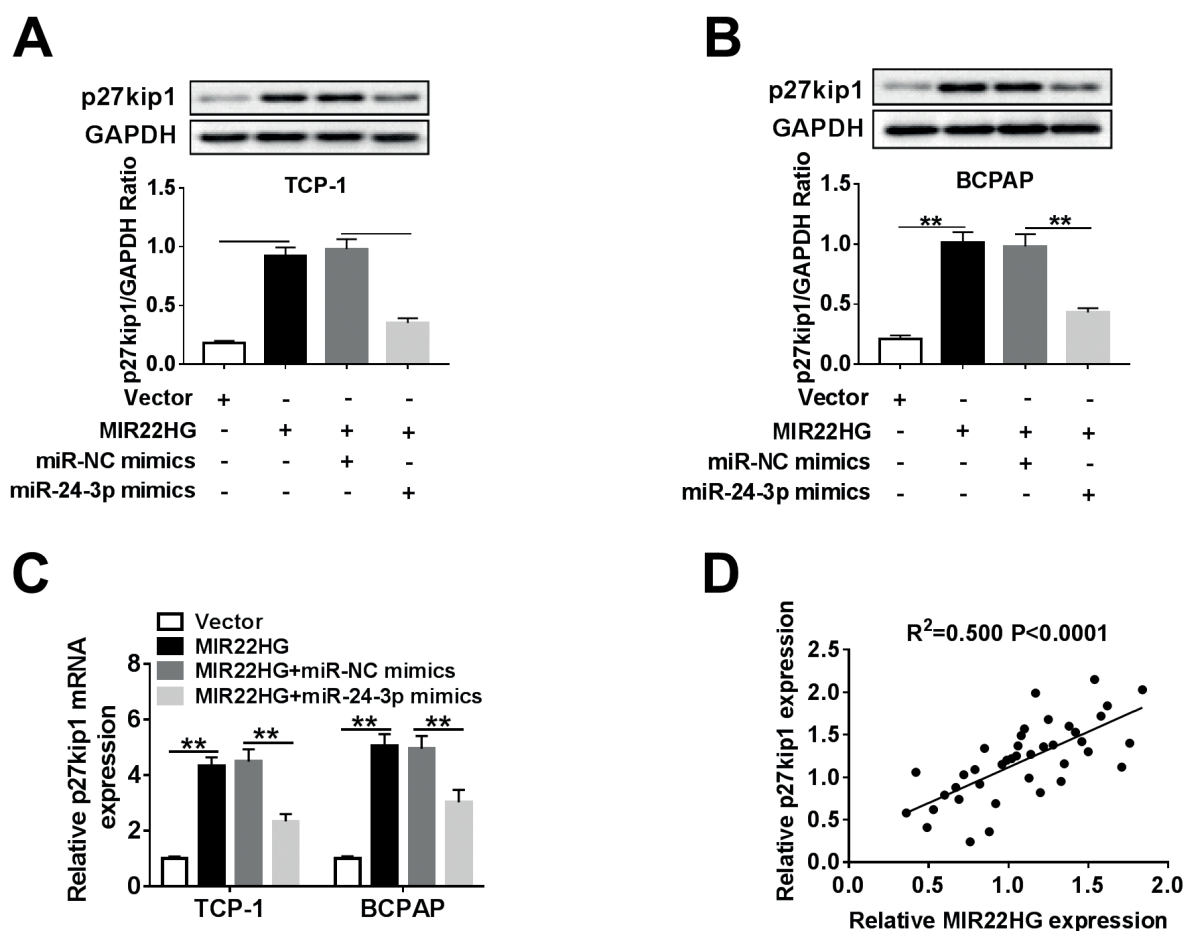 A
p27kip1
GAPDH
TCP-1
p27kip1/GAPDH Ratio
1.5
1.0
0.5
0.0
Vector + - - -
MIR22HG - + + +
miR-NC mimics - - + -
miR-24-3p mimics - - - +
B
p27kip1
GAPDH
BCPAP
p27kip1/GAPDH Ratio
1.5
1.0
0.5
0.0
** **
Vector + - - -
MIR22HG - + + +
miR-NC mimics - - + -
miR-24-3p mimics - - - +
C
Vector
MIR22HG
MIR22HG+miR-NC mimics
MIR22HG+miR-24-3p mimics
Relative p27kip1 mRNA
expression
8
6
4
2
0
** ** ** **
TCP-1 BCPAP
D
R²=0.500 P<0.0001
Relative p27kip1 expression
2.5
2.0
1.5
1.0
0.5
0.0
0.0 0.5 1.0 1.5 2.0
Relative MIR22HG expression